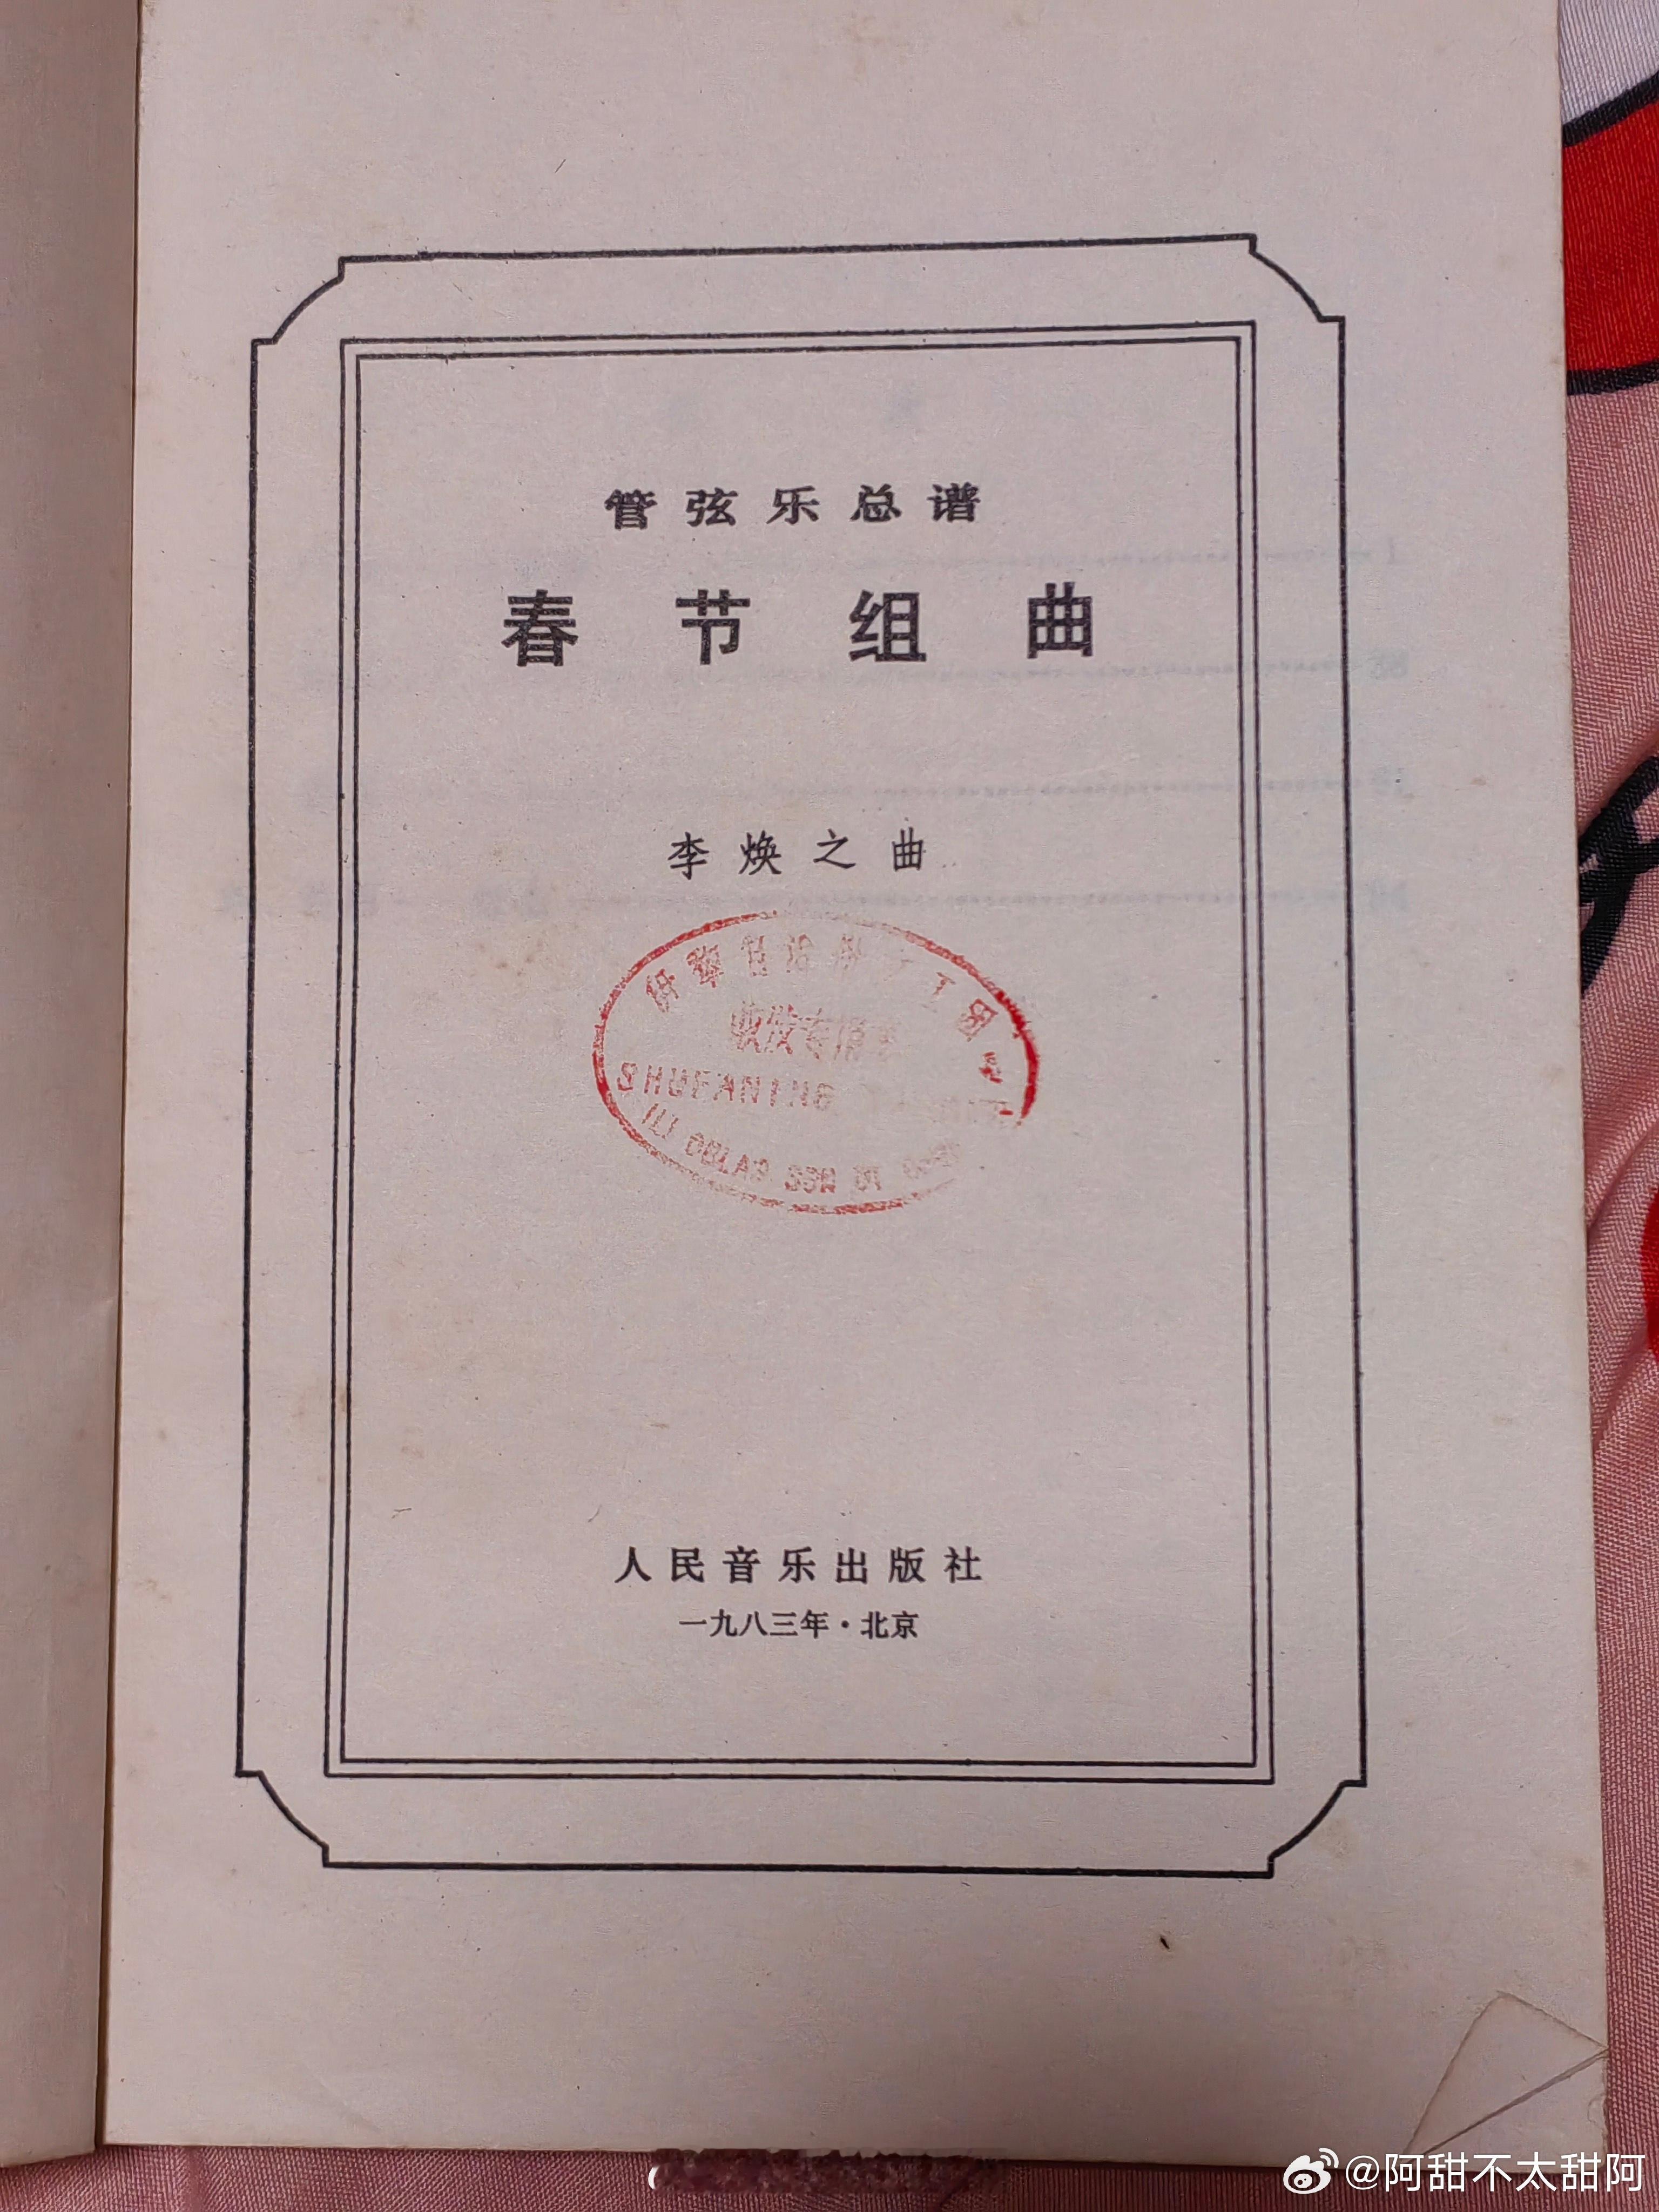 管弦乐总谱
春节组曲
李焕之曲
人民音乐出版社
一九八三年·北京
@阿甜不太甜阿